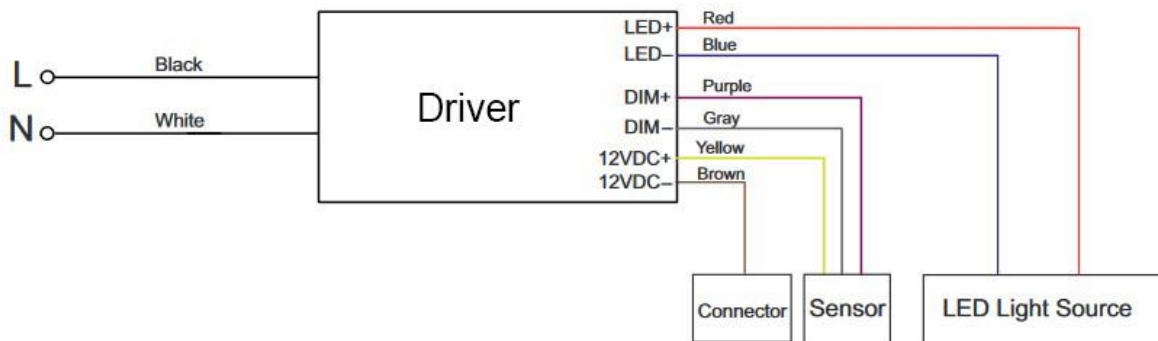 L
Black
N
White
Driver
LED+
Red
LED–
Blue
DIM+
Purple
DIM–
Gray
12VDC+
Yellow
12VDC–
Brown
Connector
Sensor
LED Light Source